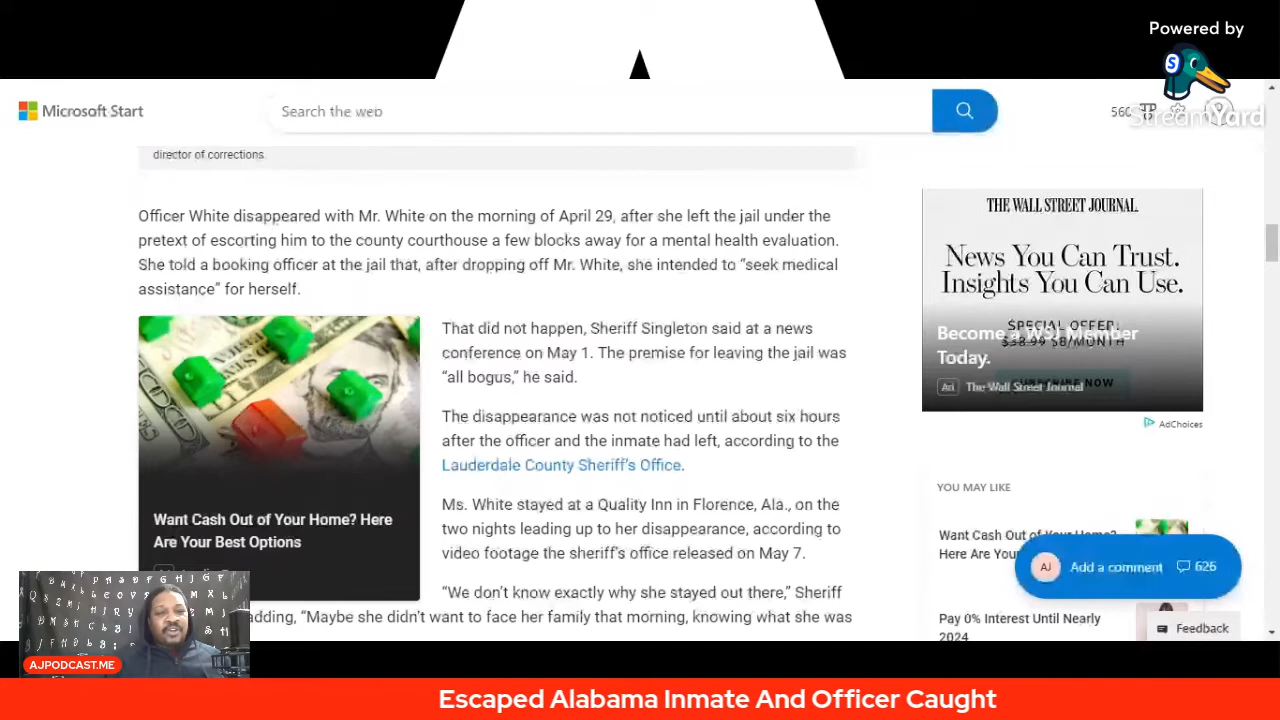 Powered by
StreamYard
Microsoft Start
Search the web
560
director of corrections.
Officer White disappeared with Mr. White on the morning of April 29, after she left the jail under the
pretext of escorting him to the county courthouse a few blocks away for a mental health evaluation.
She told a booking officer at the jail that, after dropping off Mr. White, she intended to “seek medical
assistance” for herself.
That did not happen, Sheriff Singleton said at a news
conference on May 1. The premise for leaving the jail was
“all bogus,” he said.
The disappearance was not noticed until about six hours
after the officer and the inmate had left, according to the
Lauderdale County Sheriff’s Office.
Ms. White stayed at a Quality Inn in Florence, Ala., on the
two nights leading up to her disappearance, according to
video footage the sheriff’s office released on May 7.
“We don’t know exactly why she stayed out there,” Sheriff
adding, “Maybe she didn’t want to face her family that morning, knowing what she was
Want Cash Out of Your Home? Here
Are Your Best Options
THE WALL STREET JOURNAL.
News You Can Trust.
Insights You Can Use.
SPECIAL OFFER
$38.99 $8/MONTH
Become a WSJ Member
Today.
SUBSCRIBE NOW
Ad The Wall Street Journal
AdChoices
YOU MAY LIKE
Want Cash Out of Your Home?
Here Are You
AJ Add a comment 626
Pay 0% Interest Until Nearly
2024
Feedback
AJPODCAST.ME
Escaped Alabama Inmate And Officer Caught